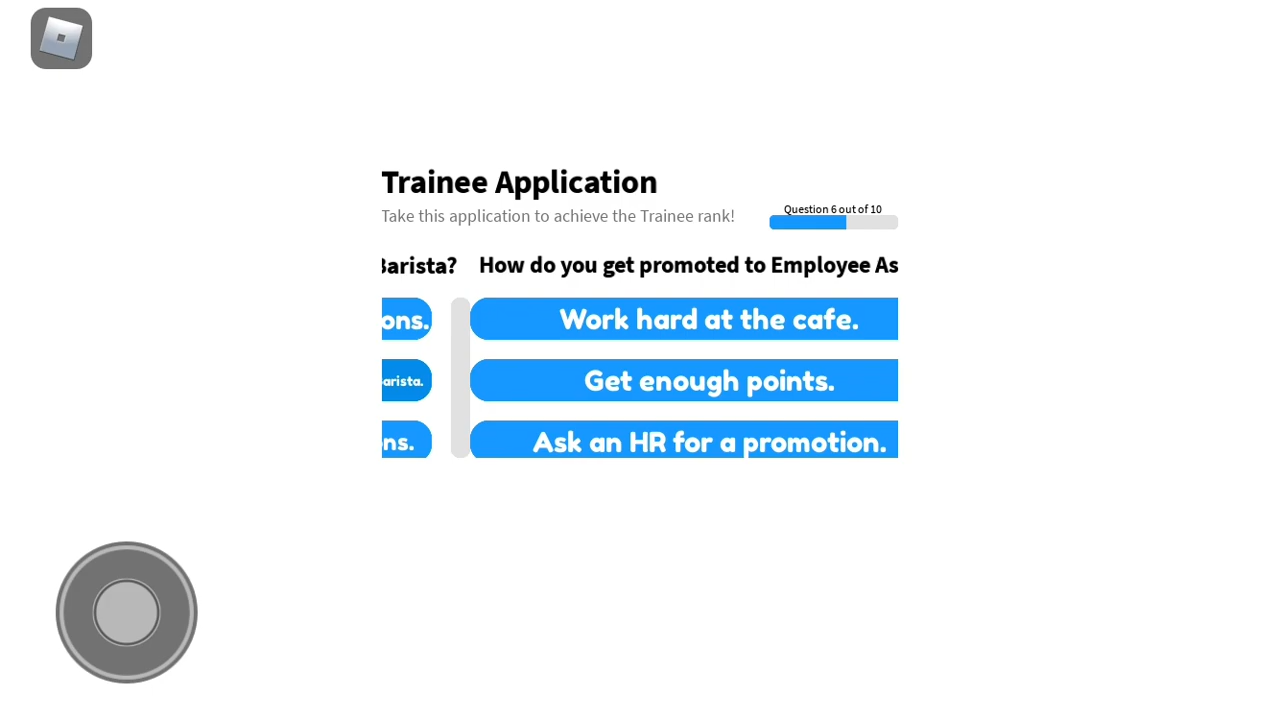 Trainee Application
Take this application to achieve the Trainee rank!
Question 6 out of 10
Barista? How do you get promoted to Employee As
ons. Work hard at the cafe.
arista. Get enough points.
ns. Ask an HR for a promotion.